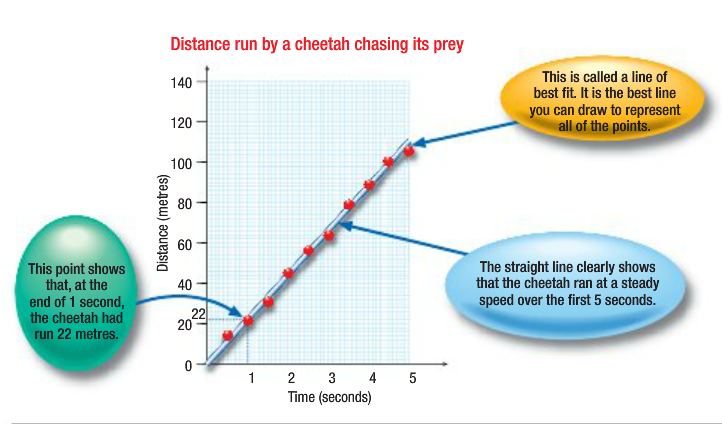 Distance run by a cheetah chasing its prey
140
120
100
80
60
40
22
20
0
Distance (metres)
1 2 3 4 5
Time (seconds)
This is called a line of
best fit. It is the best line
you can draw to represent
all of the points.
This point shows
that, at the
end of 1 second,
the cheetah had
run 22 metres.
The straight line clearly shows
that the cheetah ran at a steady
speed over the first 5 seconds.